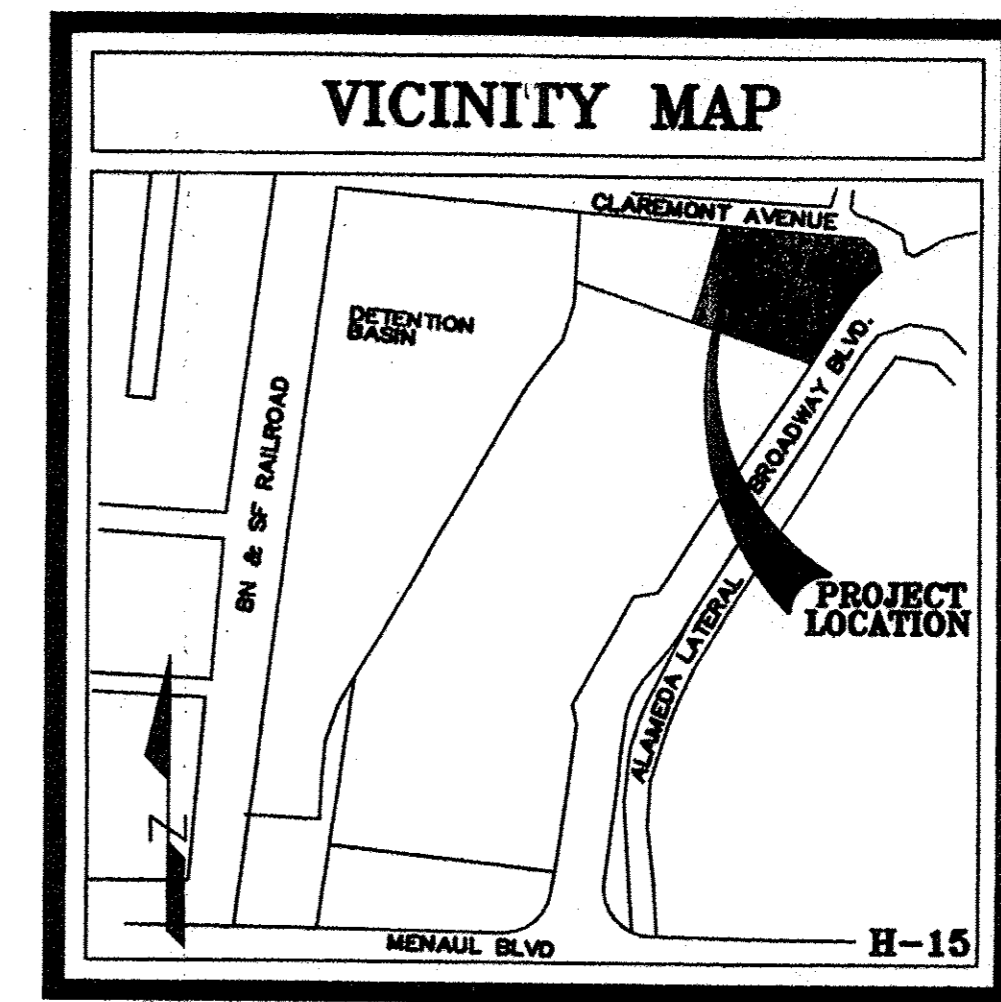 VICINITY MAP
CLAREMONT AVENUE
DETENTION
BASIN
BROADWAY BLVD.
BN & SF RAILROAD
PROJECT
LOCATION
ALAMEDA LATERAL
Z
MENAUL BLVD
H-15